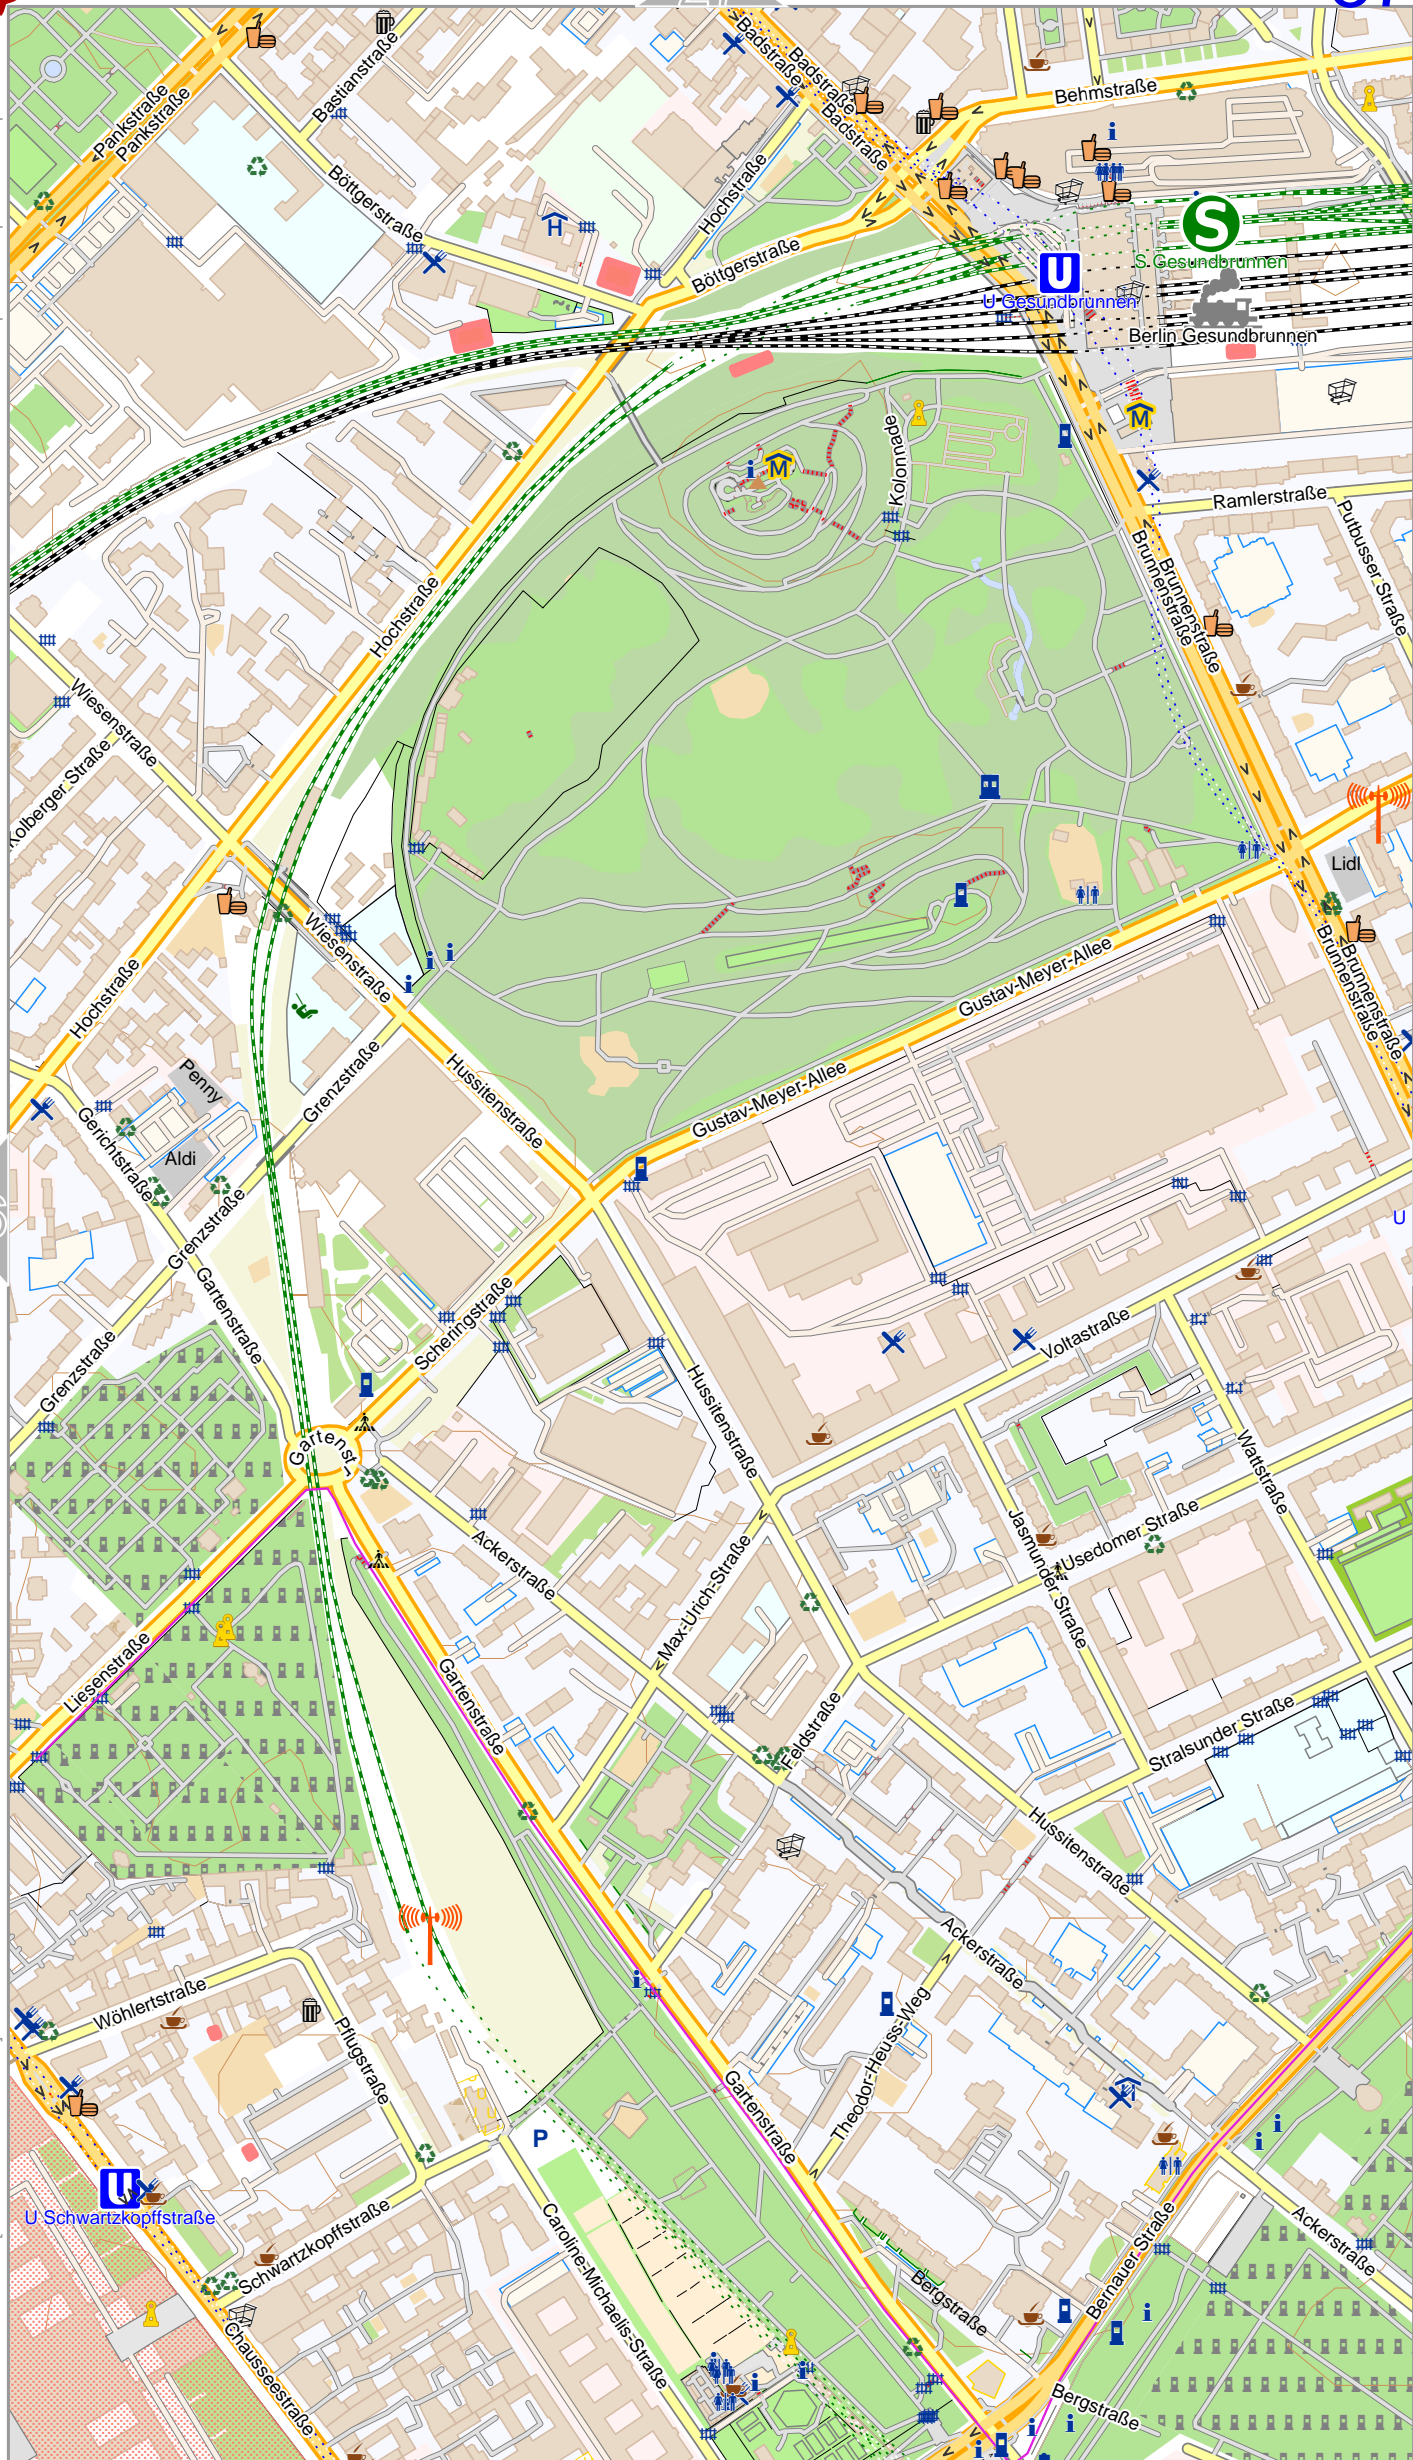 Badstraße
Badstraße
Badstraße
Behmstraße
Bastianstraße
Pankstraße
Pankstraße
Böttgerstraße
Hochstraße
Böttgerstraße
H
S
S Gesundbrunnen
U
U Gesundbrunnen
Berlin Gesundbrunnen
M
M
Kolonnade
Ramlerstraße
Putbusser Straße
Brunnenstraße
Brunnenstraße
Hochstraße
Wiesenstraße
Kolberger Straße
Lidl
Wiesenstraße
Hochstraße
Gustav-Meyer-Allee
Brunnenstraße
Brunnenstraße
Penny
Grenzstraße
Hussitenstraße
Gustav-Meyer-Allee
Gerichtstraße
Aldi
Grenzstraße
U
Gartenstraße
Scheringstraße
Voltastraße
Grenzstraße
Hussitenstraße
Gartenst.
Wattstraße
Ackerstraße
Jasmunder Straße
Usedomer Straße
Max-Urich-Straße
Liesenstraße
Gartenstraße
Feldstraße
Stralsunder Straße
Hussitenstraße
Ackerstraße
Wöhlertstraße
Pflugstraße
Theodor-Heuss-Weg
Gartenstraße
P
U
U Schwartzkopffstraße
Schwartzkopffstraße
Caroline-Michaelis-Straße
Bernauer Straße
Ackerstraße
Bergstraße
Chausseestraße
Bergstraße